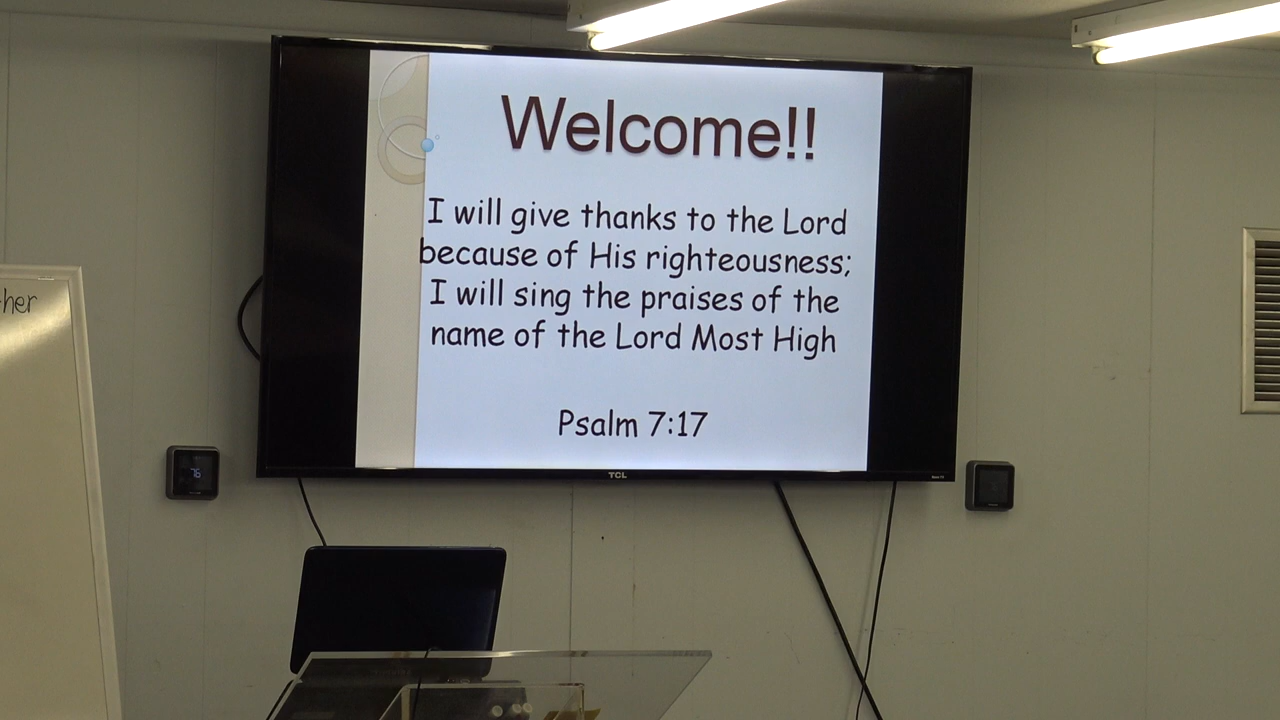 Welcome!!
I will give thanks to the Lord
because of His righteousness;
I will sing the praises of the
name of the Lord Most High
Psalm 7:17
TCL
76